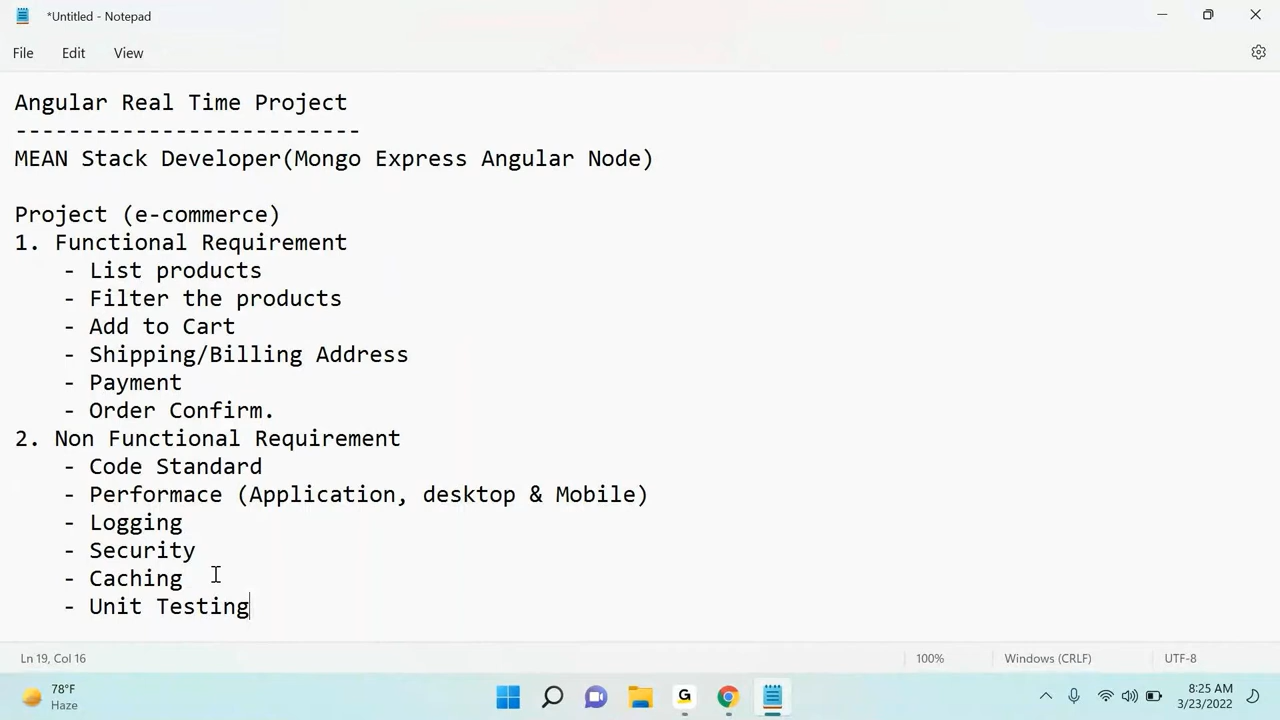 *Untitled - Notepad
File Edit View
Angular Real Time Project
--------------------------
MEAN Stack Developer(Mongo Express Angular Node)
Project (e-commerce)
1. Functional Requirement
- List products
- Filter the products
- Add to Cart
- Shipping/Billing Address
- Payment
- Order Confirm.
2. Non Functional Requirement
- Code Standard
- Performace (Application, desktop & Mobile)
- Logging
- Security
- Caching
- Unit Testing
Ln 19, Col 16 100% Windows (CRLF) UTF-8
78°F
Haze
G
8:25 AM
3/23/2022